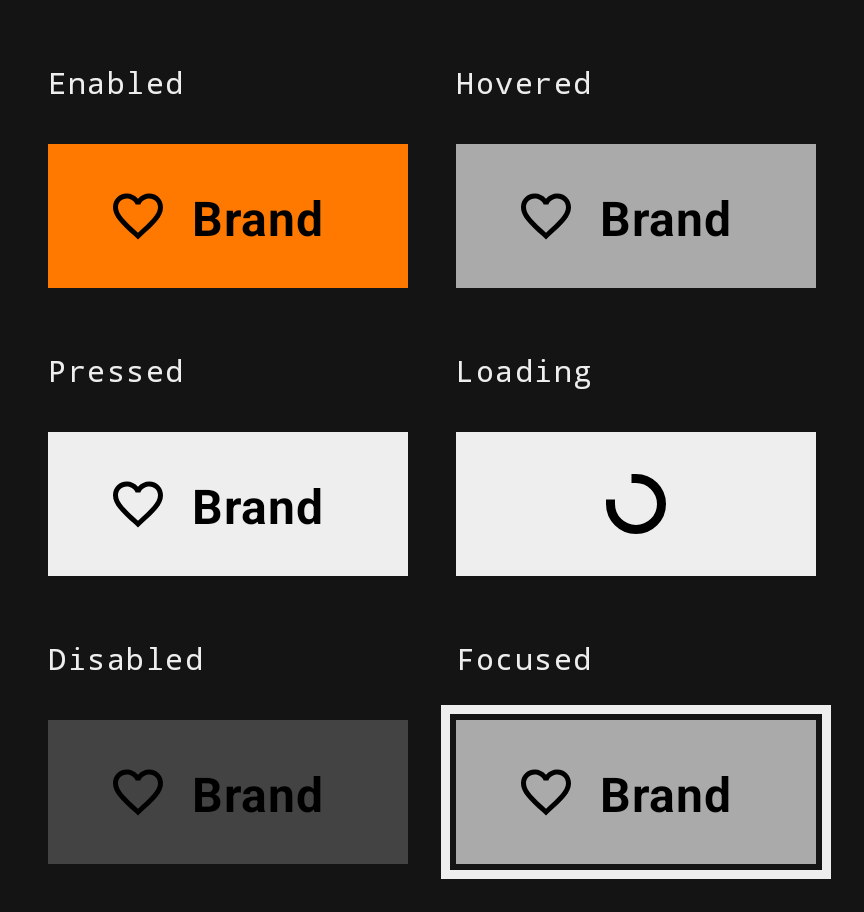 Enabled
Hovered
Brand
Brand
Pressed
Loading
Brand
Disabled
Focused
Brand
Brand